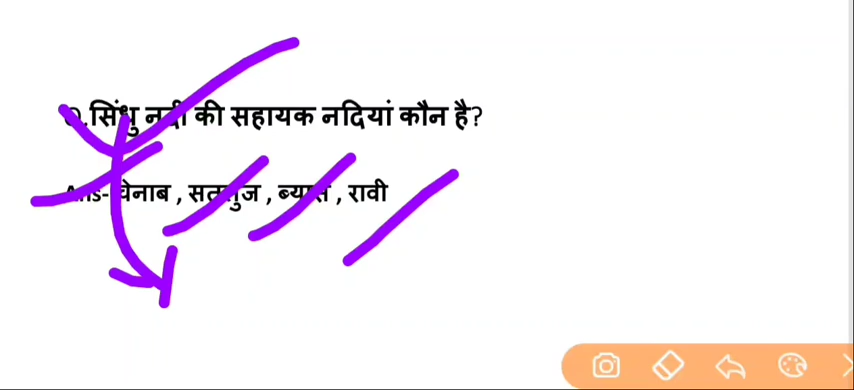 Q.सिंधु नदी की सहायक नदियां कौन है?
Ans- चेनाब , सतलुज , ब्यास , रावी